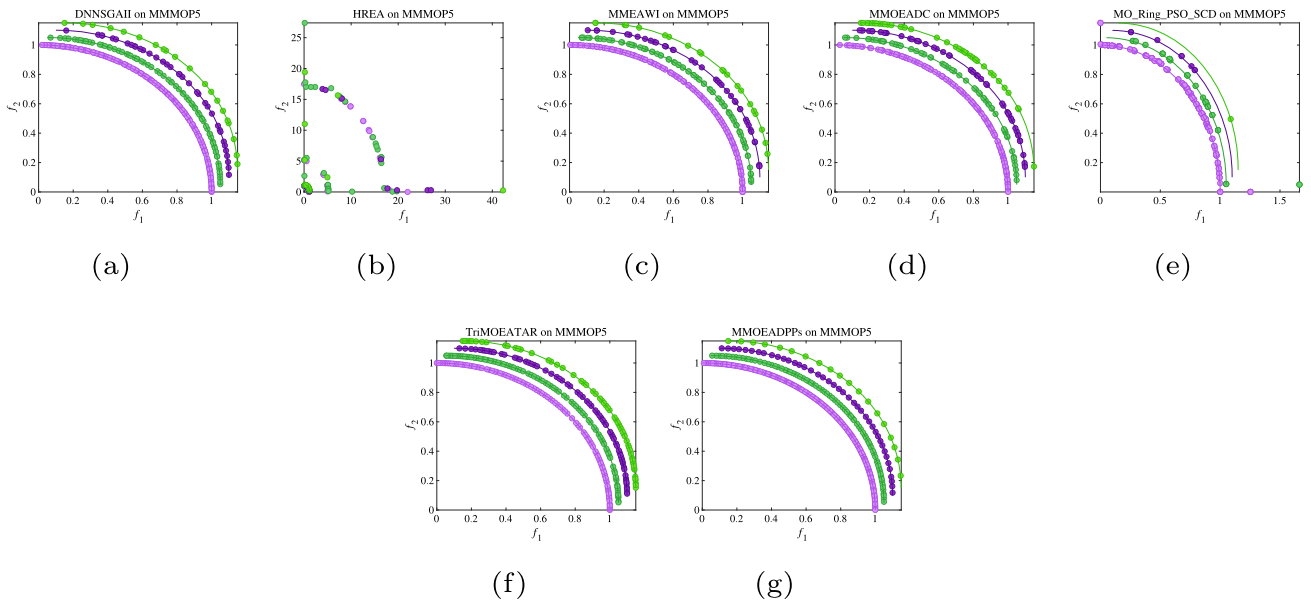 DNNSGAII on MMMOP5
HREA on MMMOP5
MMEAWI on MMMOP5
MMOEADC on MMMOP5
MO_Ring_PSO_SCD on MMMOP5
f2
1
0.8
0.6
0.4
0.2
0
0 0.2 0.4 0.6 0.8 1
f1
f2
25
20
15
10
5
0
0 10 20 30 40
f1
f2
1
0.8
0.6
0.4
0.2
0
0 0.2 0.4 0.6 0.8 1
f1
f2
1
0.8
0.6
0.4
0.2
0
0 0.2 0.4 0.6 0.8 1
f1
f2
1
0.8
0.6
0.4
0.2
0 0.5 1 1.5
f1
(a)
(b)
(c)
(d)
(e)
TriMOEATAR on MMMOP5
MMOEADPPs on MMMOP5
f2
1
0.8
0.6
0.4
0.2
0
0 0.2 0.4 0.6 0.8 1
f1
f2
1
0.8
0.6
0.4
0.2
0
0 0.2 0.4 0.6 0.8 1
f1
(f)
(g)